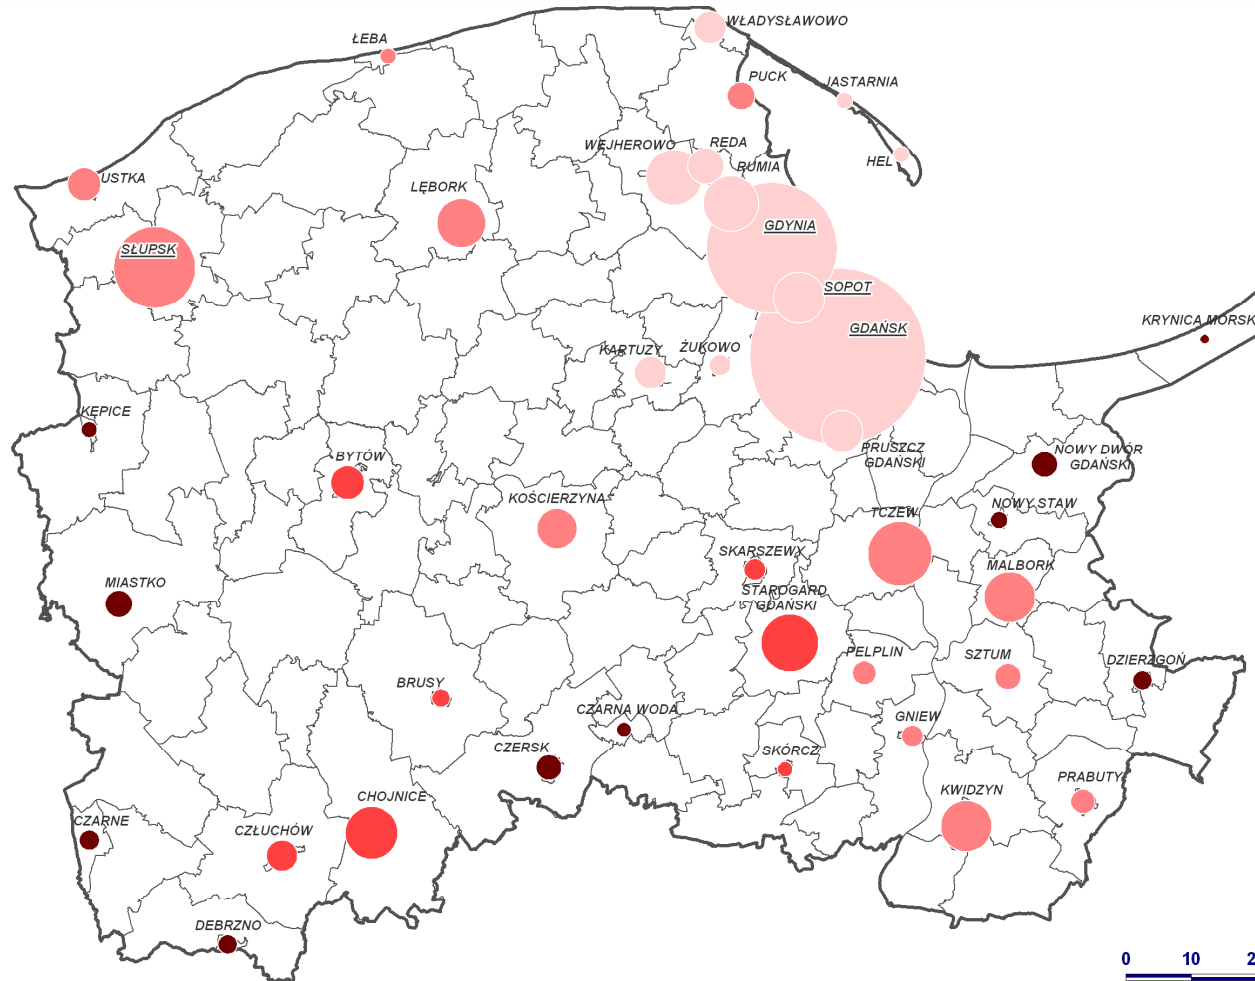 WŁADYSŁAWOWO
ŁEBA
PUCK
JASTARNIA
RĘDA
WEJHEROWO
RUMIA
HEL
USTKA
LĘBORK
GDYNIA
SŁUPSK
SOPOT
GDAŃSK
KRYNICA MORSK
KARTUZY
ŻUKOWO
KĘPICE
PRUSZCZ
GDAŃSKI
NOWY DWÓR
GDAŃSKI
BYTÓW
KOŚCIERZYNA
NOWY STAW
TCZEW
SKARSZEWY
MALBORK
MIASTKO
STAROGARD
GDAŃSKI
PELPLIN
SZTUM
DZIERZGOŃ
BRUSY
CZARNA WODA
GNIEW
CZERSK
SKÓRCZ
PRABUTY
KWIDZYN
CHOJNICE
CZARNE
CZŁUCHÓW
DEBRZNO
0 10 2